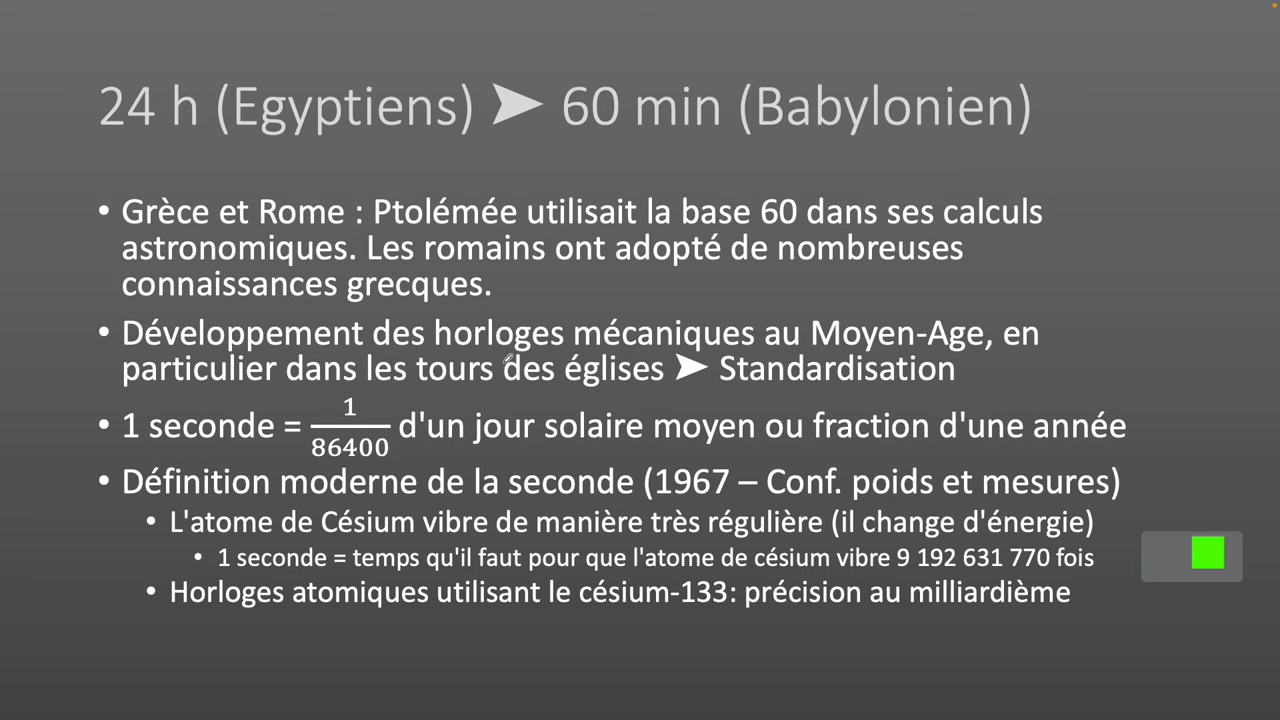 24 h (Egyptiens) ➤ 60 min (Babylonien)
• Grèce et Rome : Ptolémée utilisait la base 60 dans ses calculs
astronomiques. Les romains ont adopté de nombreuses
connaissances grecques.
• Développement des horloges mécaniques au Moyen-Age, en
particulier dans les tours des églises ➤ Standardisation
• 1 seconde = 1/86400 d'un jour solaire moyen ou fraction d'une année
• Définition moderne de la seconde (1967 – Conf. poids et mesures)
• L'atome de Césium vibre de manière très régulière (il change d'énergie)
• 1 seconde = temps qu'il faut pour que l'atome de césium vibre 9 192 631 770 fois
• Horloges atomiques utilisant le césium-133: précision au milliardième